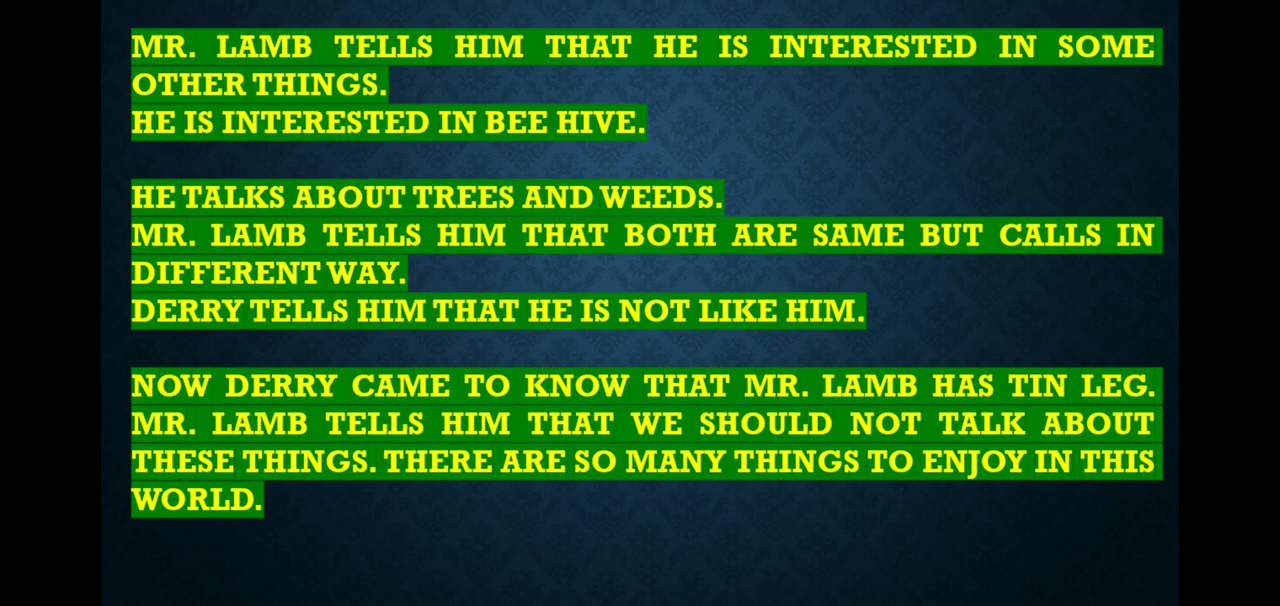 MR. LAMB TELLS HIM THAT HE IS INTERESTED IN SOME
OTHER THINGS.
HE IS INTERESTED IN BEE HIVE.
HE TALKS ABOUT TREES AND WEEDS.
MR. LAMB TELLS HIM THAT BOTH ARE SAME BUT CALLS IN
DIFFERENT WAY.
DERRY TELLS HIM THAT HE IS NOT LIKE HIM.
NOW DERRY CAME TO KNOW THAT MR. LAMB HAS TIN LEG.
MR. LAMB TELLS HIM THAT WE SHOULD NOT TALK ABOUT
THESE THINGS. THERE ARE SO MANY THINGS TO ENJOY IN THIS
WORLD.